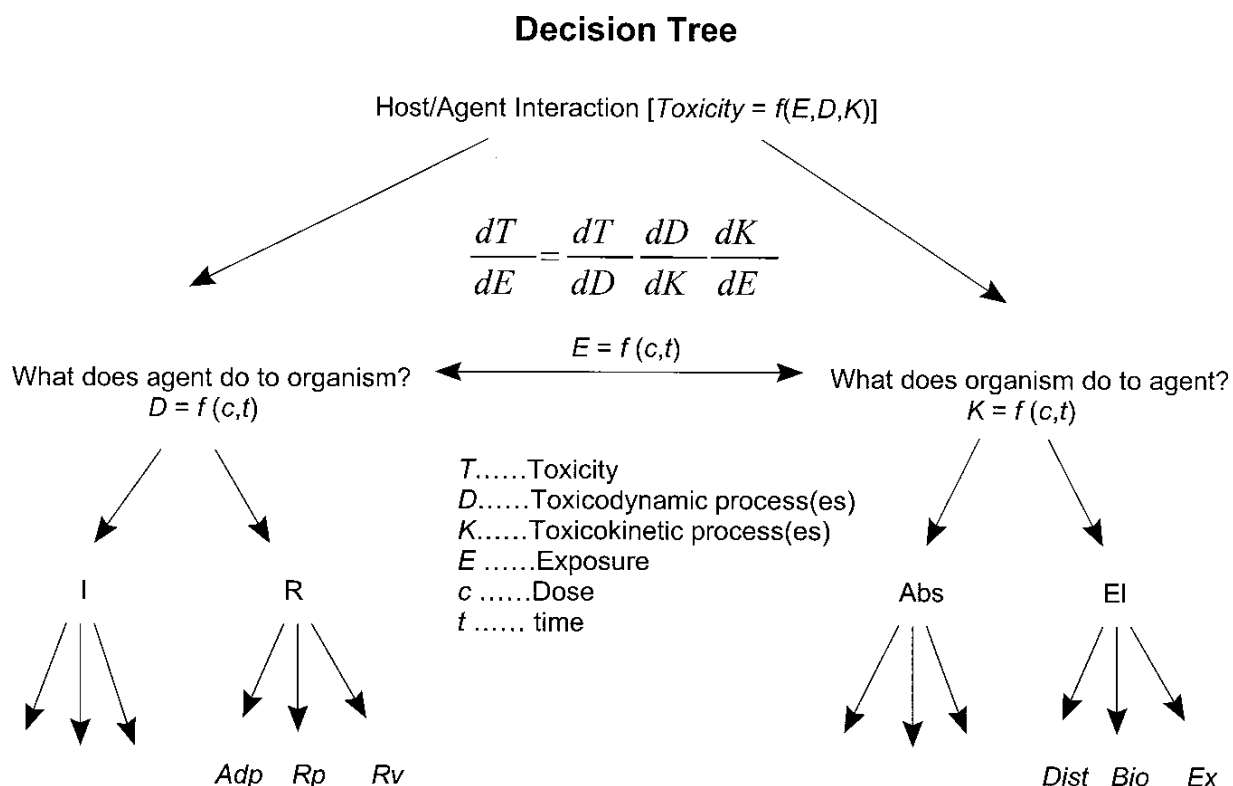 Decision Tree
Host/Agent Interaction [Toxicity = f(E,D,K)]
dT/dE = dT/dD dD/dK dK/dE
E = f (c,t)
What does agent do to organism?
D = f (c,t)
What does organism do to agent?
K = f (c,t)
T......Toxicity
D......Toxicodynamic process(es)
K......Toxicokinetic process(es)
E ......Exposure
c ......Dose
t ...... time
I
R
Abs
El
Adp Rp Rv
Dist Bio Ex